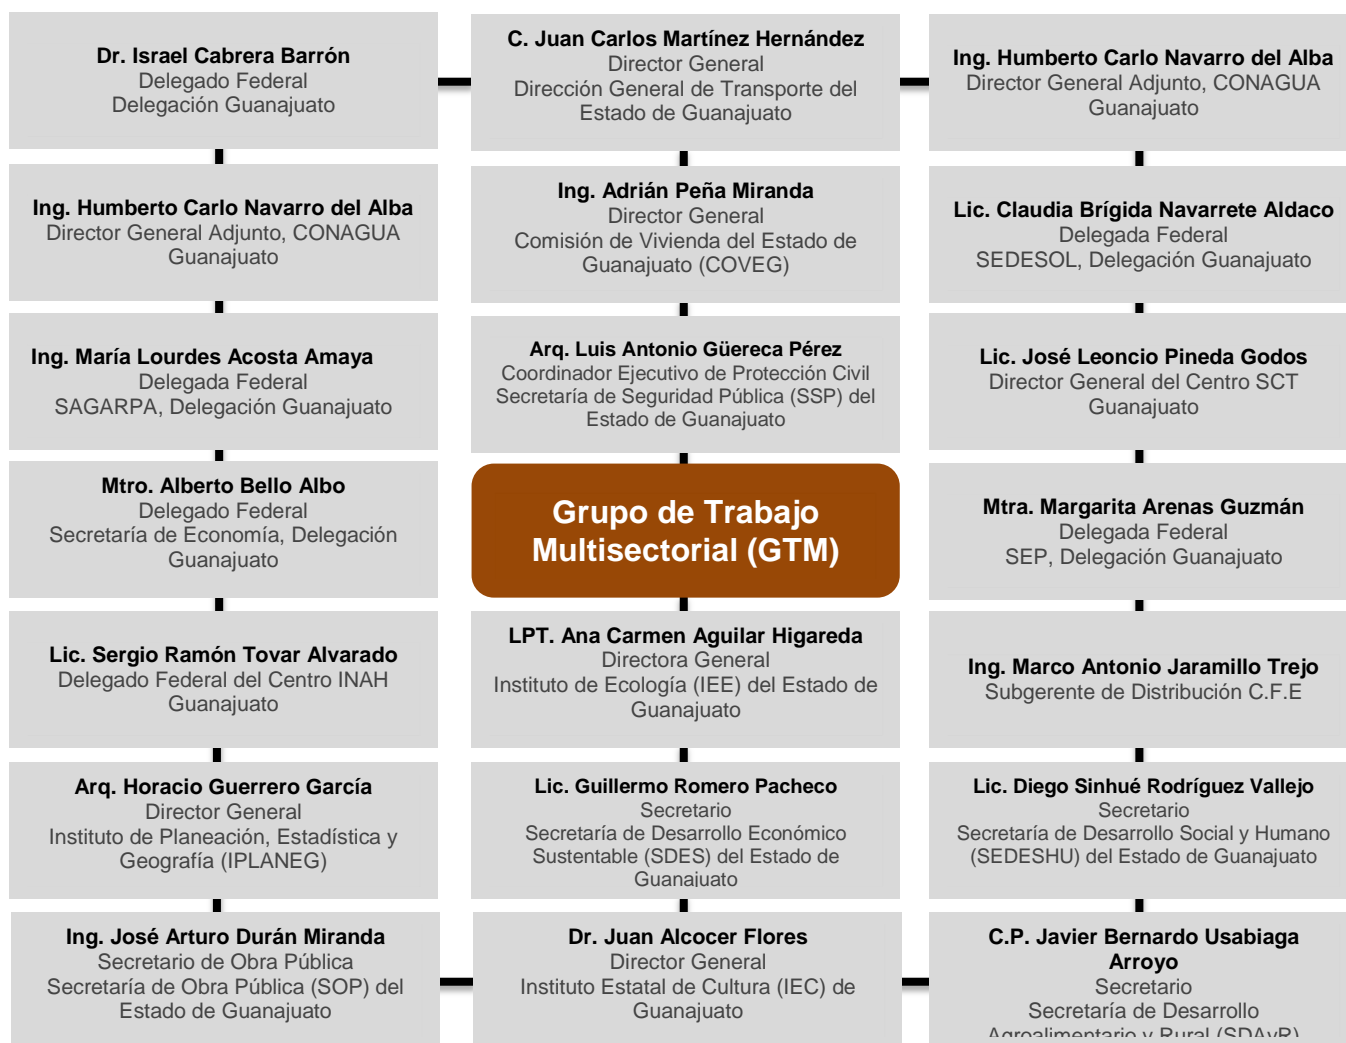 Dr. Israel Cabrera Barrón
Delegado Federal
Delegación Guanajuato
C. Juan Carlos Martínez Hernández
Director General
Dirección General de Transporte del
Estado de Guanajuato
Ing. Humberto Carlo Navarro del Alba
Director General Adjunto, CONAGUA
Guanajuato
Ing. Humberto Carlo Navarro del Alba
Director General Adjunto, CONAGUA
Guanajuato
Ing. Adrián Peña Miranda
Director General
Comisión de Vivienda del Estado de
Guanajuato (COVEG)
Lic. Claudia Brígida Navarrete Aldaco
Delegada Federal
SEDESOL, Delegación Guanajuato
Ing. María Lourdes Acosta Amaya
Delegada Federal
SAGARPA, Delegación Guanajuato
Arq. Luis Antonio Güereca Pérez
Coordinador Ejecutivo de Protección Civil
Secretaría de Seguridad Pública (SSP) del
Estado de Guanajuato
Lic. José Leoncio Pineda Godos
Director General del Centro SCT
Guanajuato
Mtro. Alberto Bello Albo
Delegado Federal
Secretaría de Economía, Delegación
Guanajuato
Grupo de Trabajo
Multisectorial (GTM)
Mtra. Margarita Arenas Guzmán
Delegada Federal
SEP, Delegación Guanajuato
Lic. Sergio Ramón Tovar Alvarado
Delegado Federal del Centro INAH
Guanajuato
LPT. Ana Carmen Aguilar Higareda
Directora General
Instituto de Ecología (IEE) del Estado de
Guanajuato
Ing. Marco Antonio Jaramillo Trejo
Subgerente de Distribución C.F.E
Arq. Horacio Guerrero García
Director General
Instituto de Planeación, Estadística y
Geografía (IPLANEG)
Lic. Guillermo Romero Pacheco
Secretario
Secretaría de Desarrollo Económico
Sustentable (SDES) del Estado de
Guanajuato
Lic. Diego Sinhué Rodríguez Vallejo
Secretario
Secretaría de Desarrollo Social y Humano
(SEDESHU) del Estado de Guanajuato
Ing. José Arturo Durán Miranda
Secretario de Obra Pública
Secretaría de Obra Pública (SOP) del
Estado de Guanajuato
Dr. Juan Alcocer Flores
Director General
Instituto Estatal de Cultura (IEC) de
Guanajuato
C.P. Javier Bernardo Usabiaga
Arroyo
Secretario
Secretaría de Desarrollo
Agroalimentario y Rural (SDAyR)